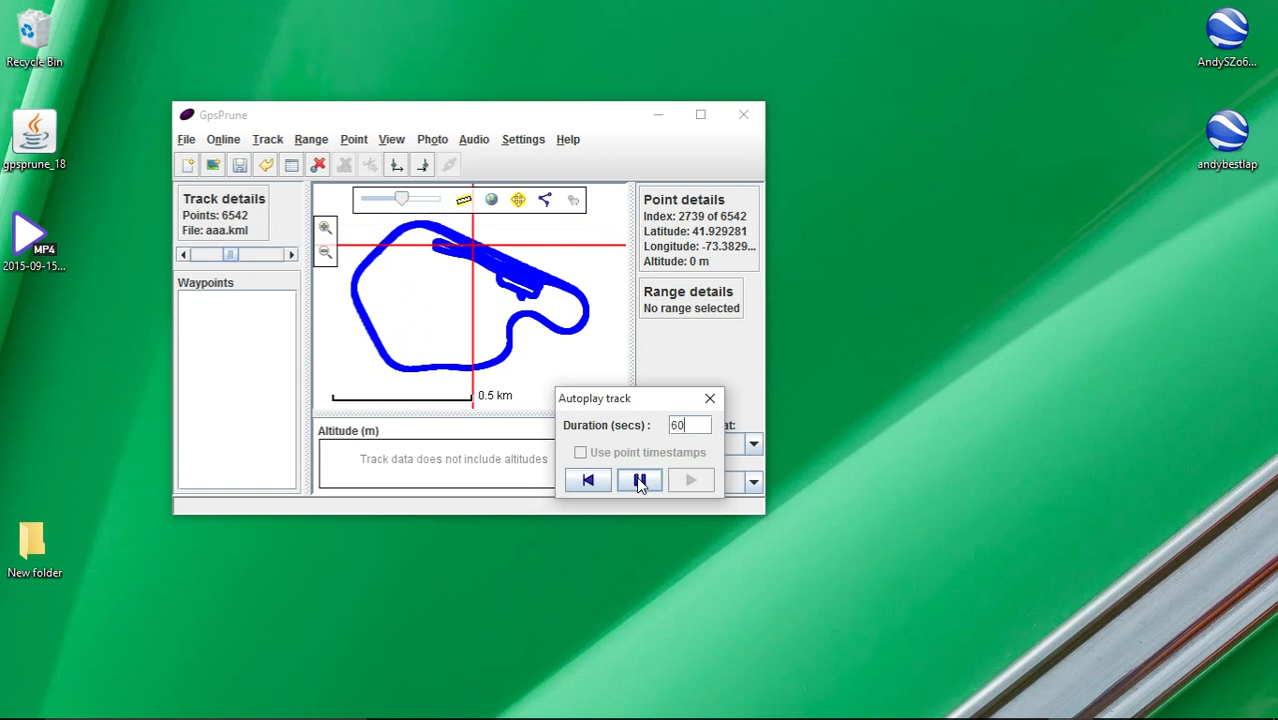 Recycle Bin
gpsprune_18
MP4
2015-09-15...
New folder
AndySZo6...
andybestlap
GpsPrune
File Online Track Range Point View Photo Audio Settings Help
Track details
Points: 6542
File: aaa.kml
Waypoints
0.5 km
Altitude (m)
Track data does not include altitudes
Point details
Index: 2739 of 6542
Latitude: 41.929281
Longitude: -73.3829...
Altitude: 0 m
Range details
No range selected
at:
Autoplay track
Duration (secs) : 60
Use point timestamps